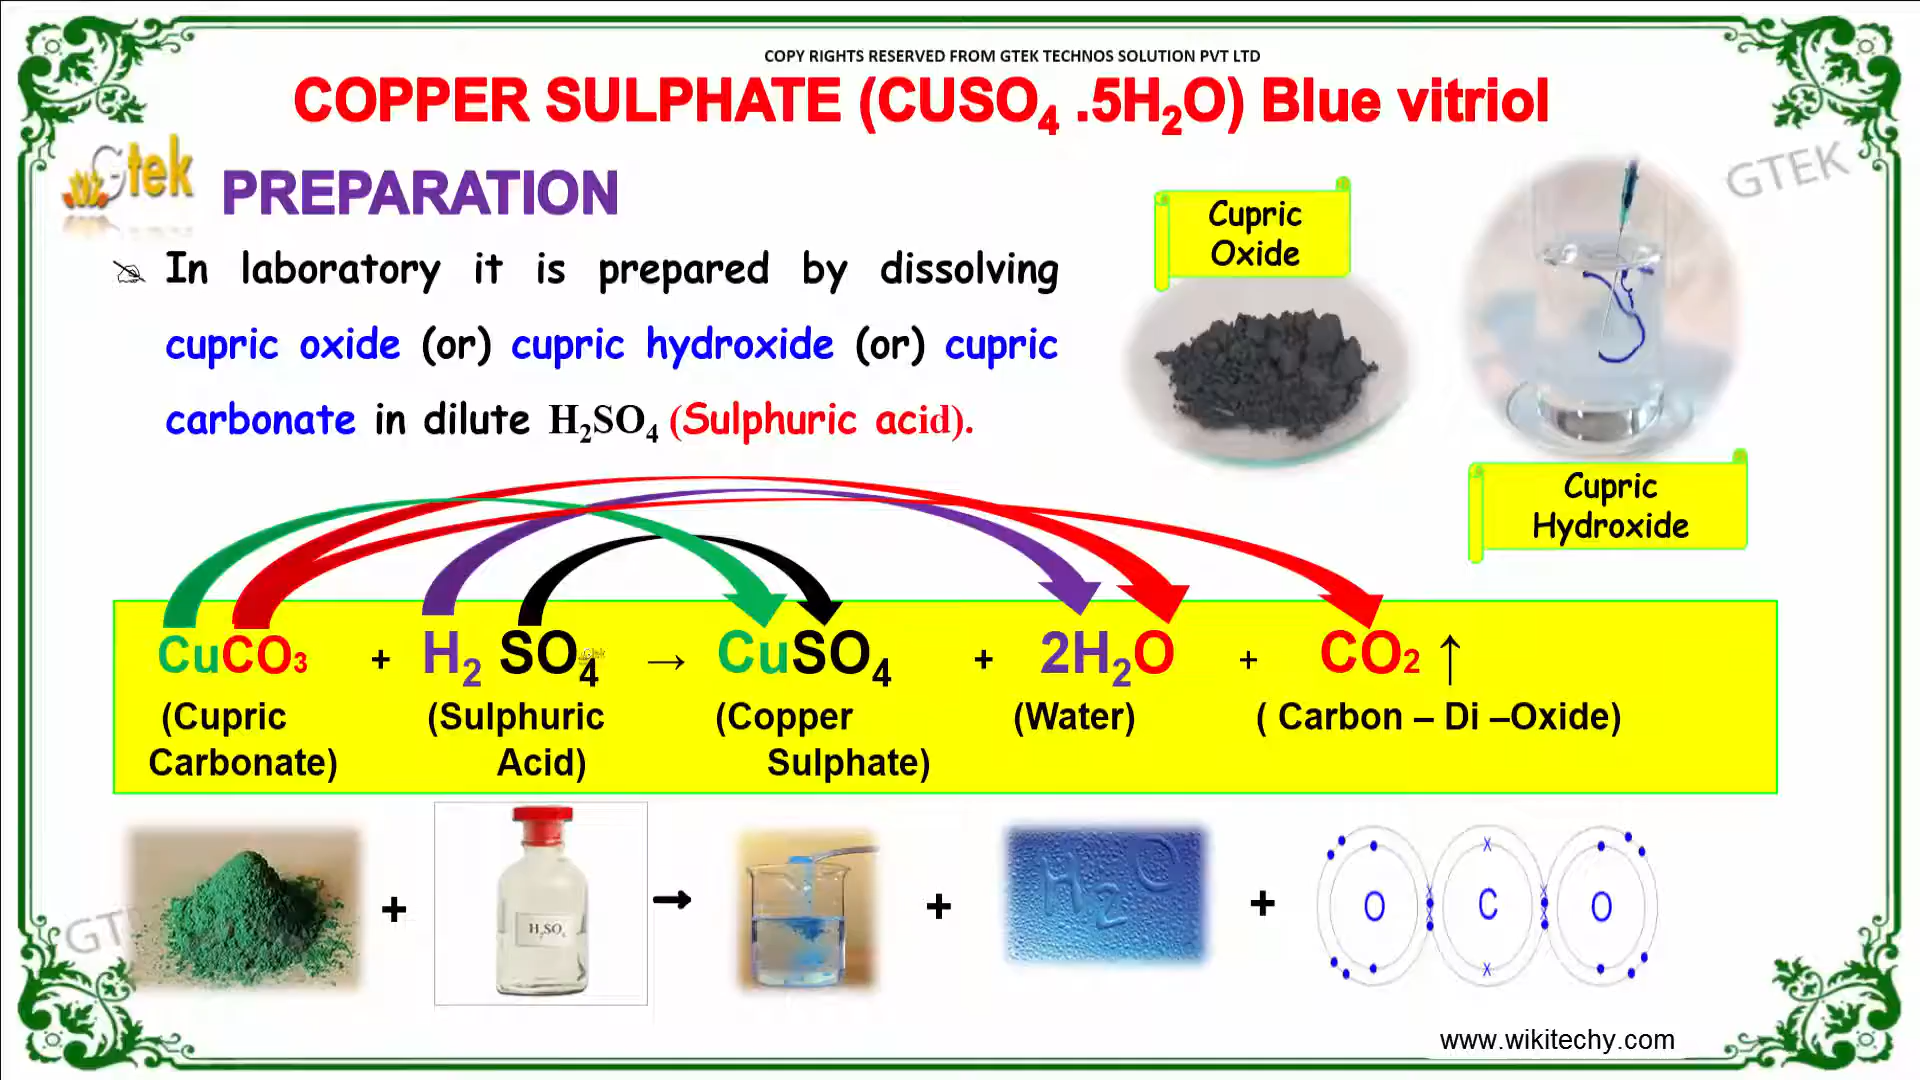 COPY RIGHTS RESERVED FROM GTEK TECHNOS SOLUTION PVT LTD
COPPER SULPHATE (CUSO₄ .5H₂O) Blue vitriol
Gtek
GTEK
PREPARATION
Cupric
Oxide
In laboratory it is prepared by dissolving
cupric oxide (or) cupric hydroxide (or) cupric
carbonate in dilute H₂SO₄ (Sulphuric acid).
Cupric
Hydroxide
CuCO₃ + H₂ SO₄ → CuSO₄ + 2H₂O + CO₂ ↑
(Cupric (Sulphuric (Copper (Water) ( Carbon – Di –Oxide)
Carbonate) Acid) Sulphate)
GT
+ H₂SO₄ → + H₂O + O C O
www.wikitechy.com